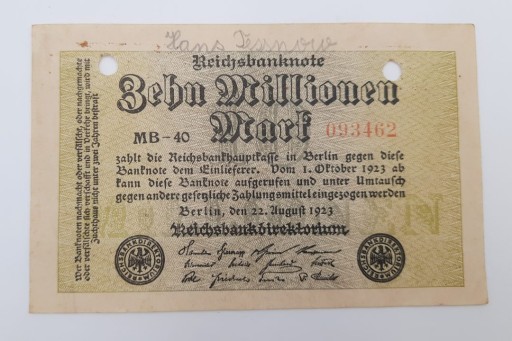 Hans Tessnow
Reichsbanknote
Zehn Millionen
Mark
MB-40
093462
zahlt die Reichsbankhauptkasse in Berlin gegen diese
Banknote dem Einlieferer. Vom 1. Oktober 1923 ab
kann diese Banknote aufgerufen und unter Umtausch
gegen andere gesetzliche Zahlungsmittel eingezogen werden
Berlin, den 22. August 1923
Reichsbankdirektorium
Wer Banknoten nachmacht oder verfälscht, oder nachgemachte
oder verfälschte sich verschafft und in Verkehr bringt, wird mit
Zuchthaus nicht unter zwei Jahren bestraft
REICHSBANKDIREKTORIUM
REICHSBANKDIREKTORIUM